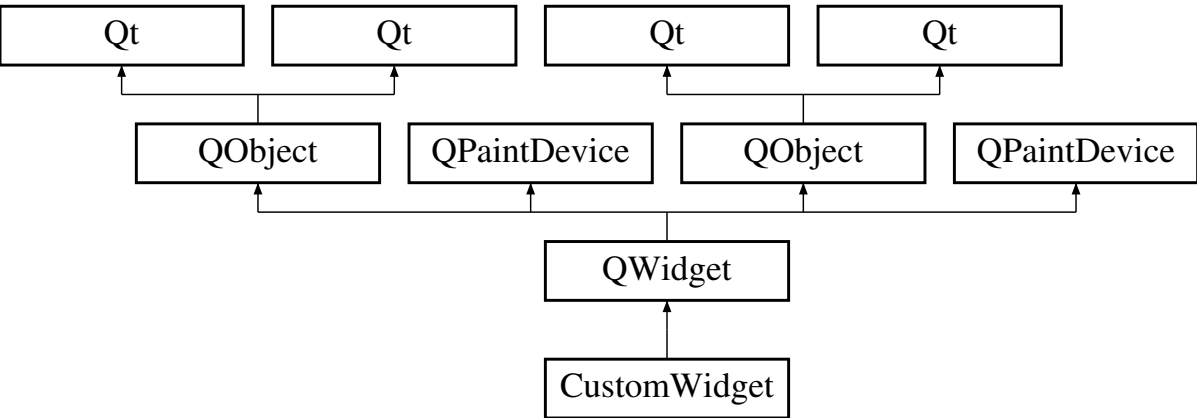 Qt Qt Qt Qt
QObject QPaintDevice QObject QPaintDevice
QWidget
CustomWidget